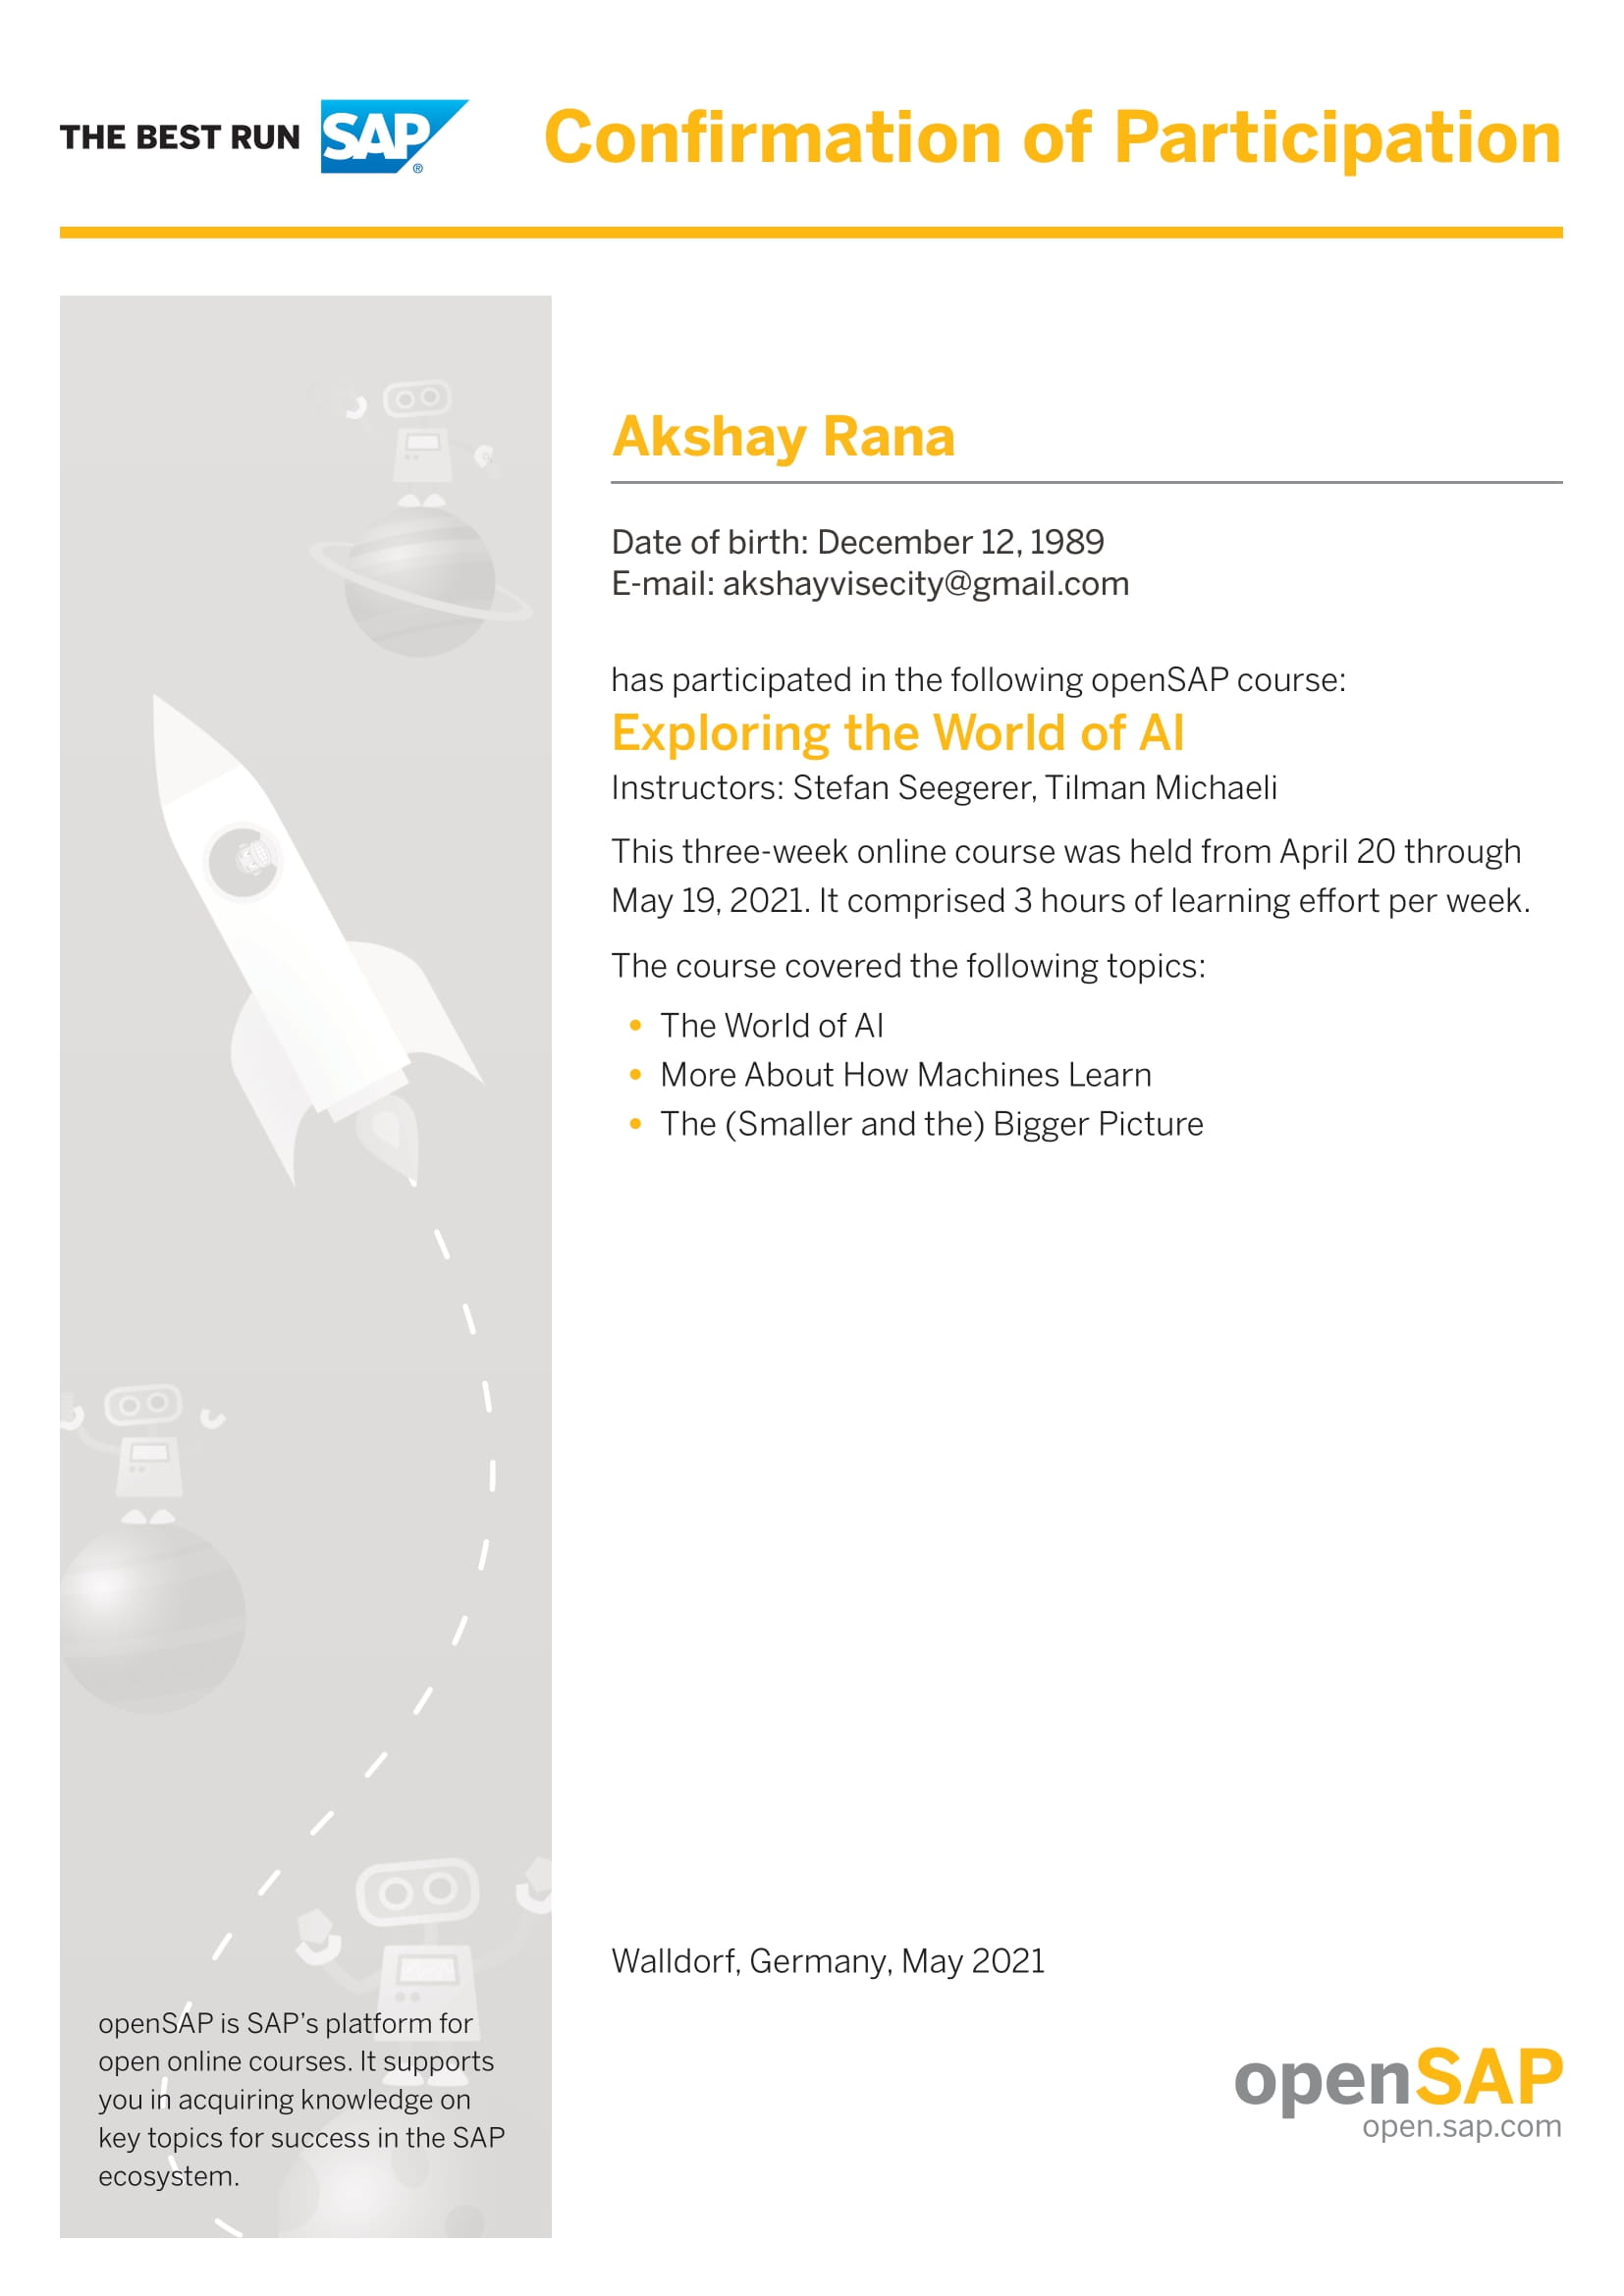 THE BEST RUN SAP®
Confirmation of Participation
Akshay Rana
Date of birth: December 12, 1989
E-mail: akshayvisecity@gmail.com
has participated in the following openSAP course:
Exploring the World of AI
Instructors: Stefan Seegerer, Tilman Michaeli
This three-week online course was held from April 20 through
May 19, 2021. It comprised 3 hours of learning effort per week.
The course covered the following topics:
• The World of AI
• More About How Machines Learn
• The (Smaller and the) Bigger Picture
Walldorf, Germany, May 2021
openSAP is SAP's platform for
open online courses. It supports
you in acquiring knowledge on
key topics for success in the SAP
ecosystem.
openSAP
open.sap.com